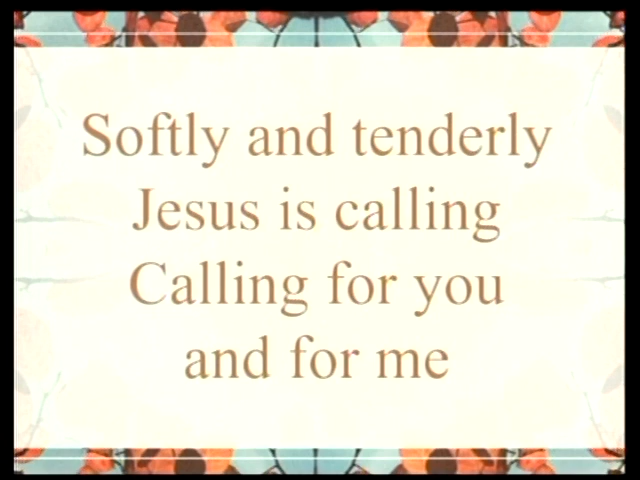 Softly and tenderly
Jesus is calling
Calling for you
and for me